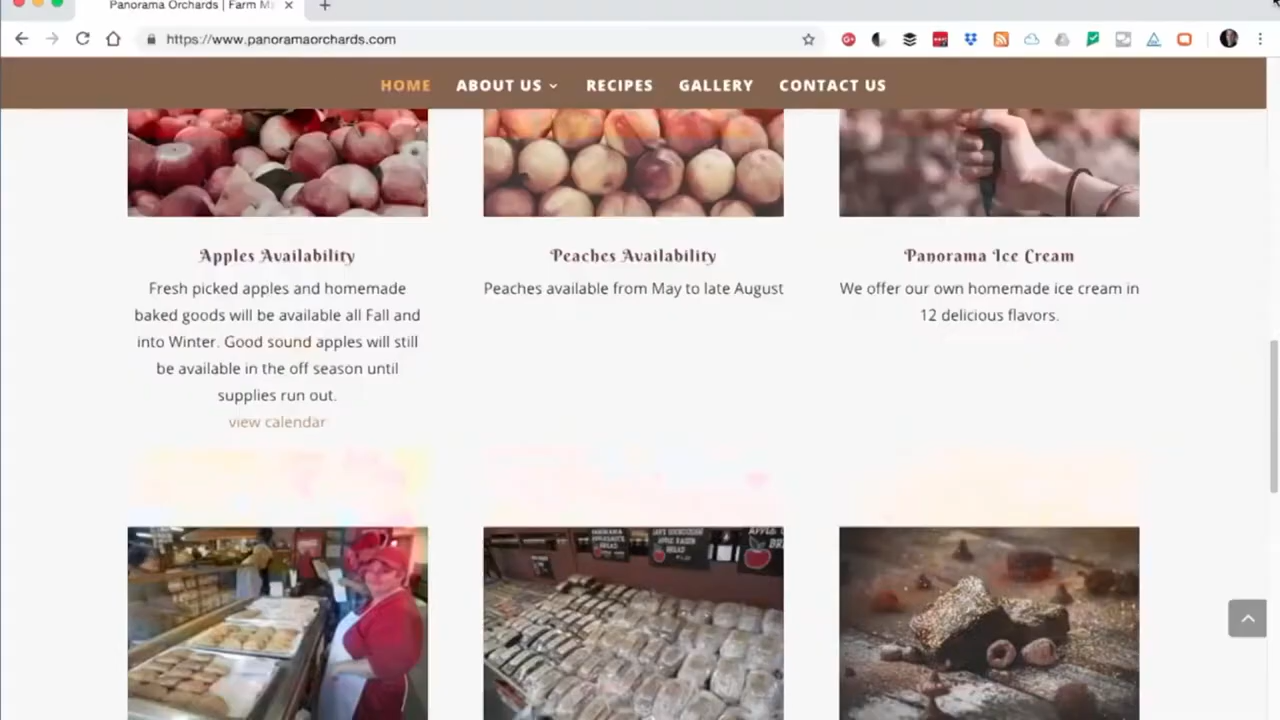 Panorama Orchards | Farm M
https://www.panoramaorchards.com
HOME ABOUT US RECIPES GALLERY CONTACT US
Apples Availability
Fresh picked apples and homemade
baked goods will be available all Fall and
into Winter. Good sound apples will still
be available in the off season until
supplies run out.
view calendar
Peaches Availability
Peaches available from May to late August
Panorama Ice Cream
We offer our own homemade ice cream in
12 delicious flavors.
APPLE